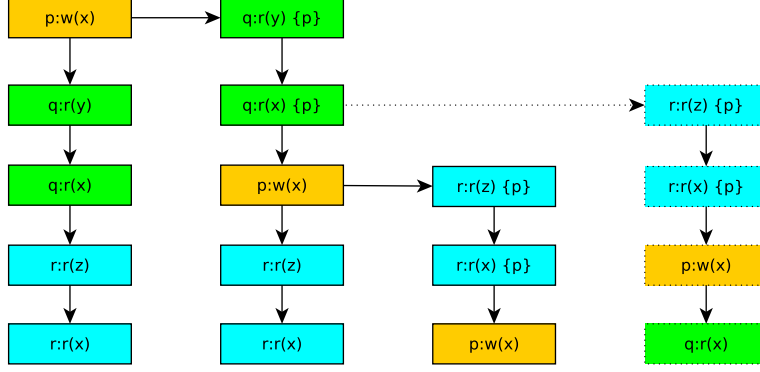 p:w(x)
q:r(y) {p}
q:r(y)
q:r(x) {p}
r:r(z) {p}
q:r(x)
p:w(x)
r:r(z) {p}
r:r(x) {p}
r:r(z)
r:r(z)
r:r(x) {p}
p:w(x)
r:r(x)
r:r(x)
p:w(x)
q:r(x)